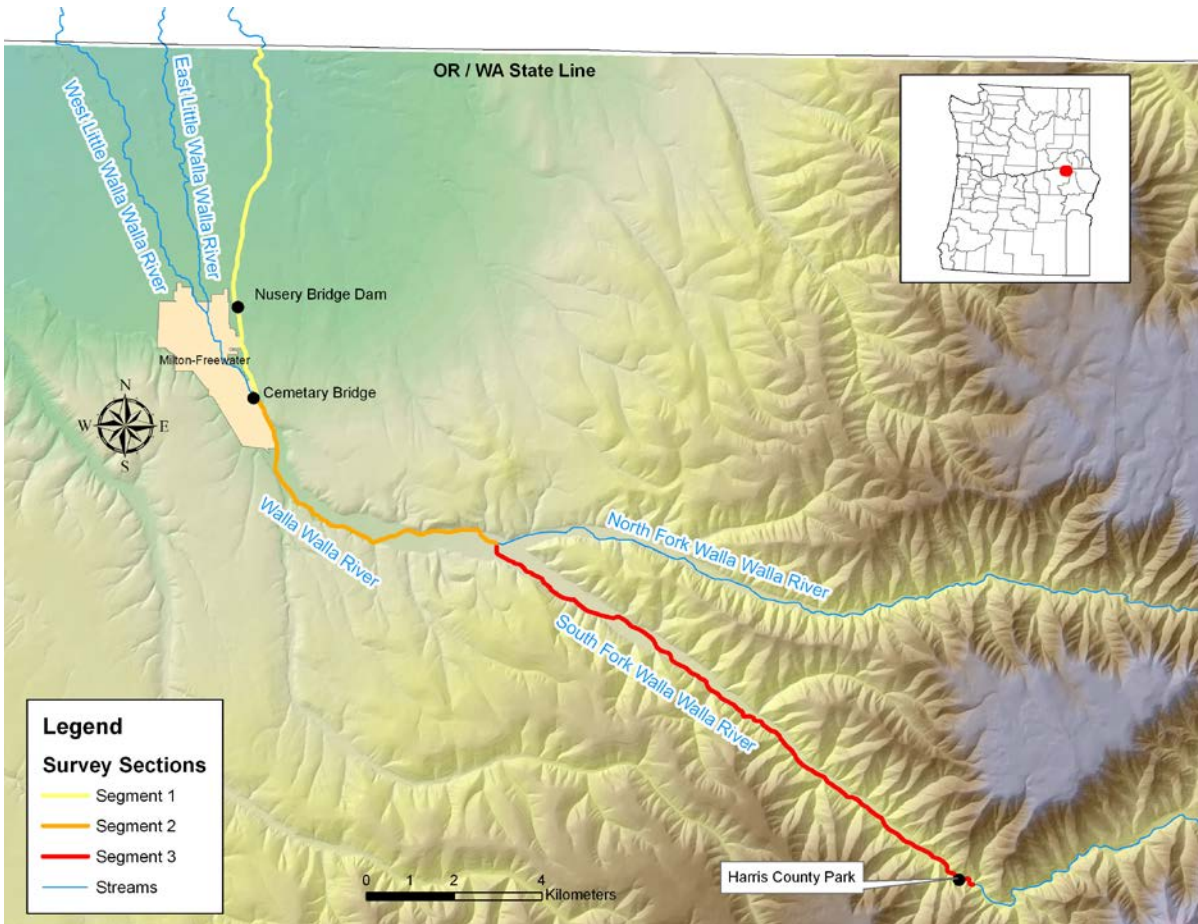 OR / WA State Line
West Little Walla Walla River
East Little Walla Walla River
Nusery Bridge Dam
Milton-Freewater
Cemetary Bridge
N
W
E
S
Walla Walla River
North Fork Walla Walla River
South Fork Walla Walla River
Legend
Survey Sections
Segment 1
Segment 2
Segment 3
Streams
0 2 4
Kilometers
Harris County Park